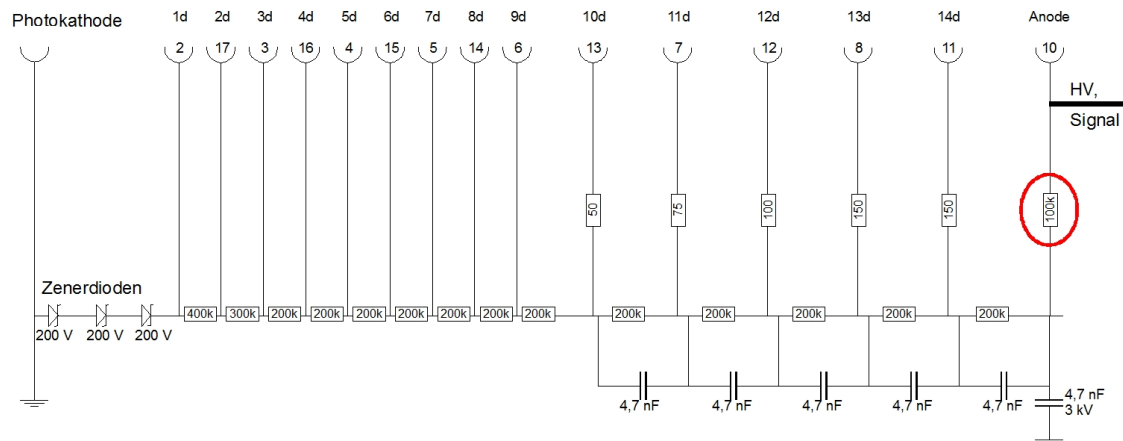 Photokathode 1d 2d 3d 4d 5d 6d 7d 8d 9d 10d 11d 12d 13d 14d Anode
2 17 3 16 4 15 5 14 6 13 7 12 8 11 10
HV,
Signal
50 75 100 150 150 100k
Zenerdioden
400k 300k 200k 200k 200k 200k 200k 200k 200k 200k 200k 200k 200k 200k
200 V 200 V 200 V
4,7 nF 4,7 nF 4,7 nF 4,7 nF 4,7 nF 4,7 nF
3 kV